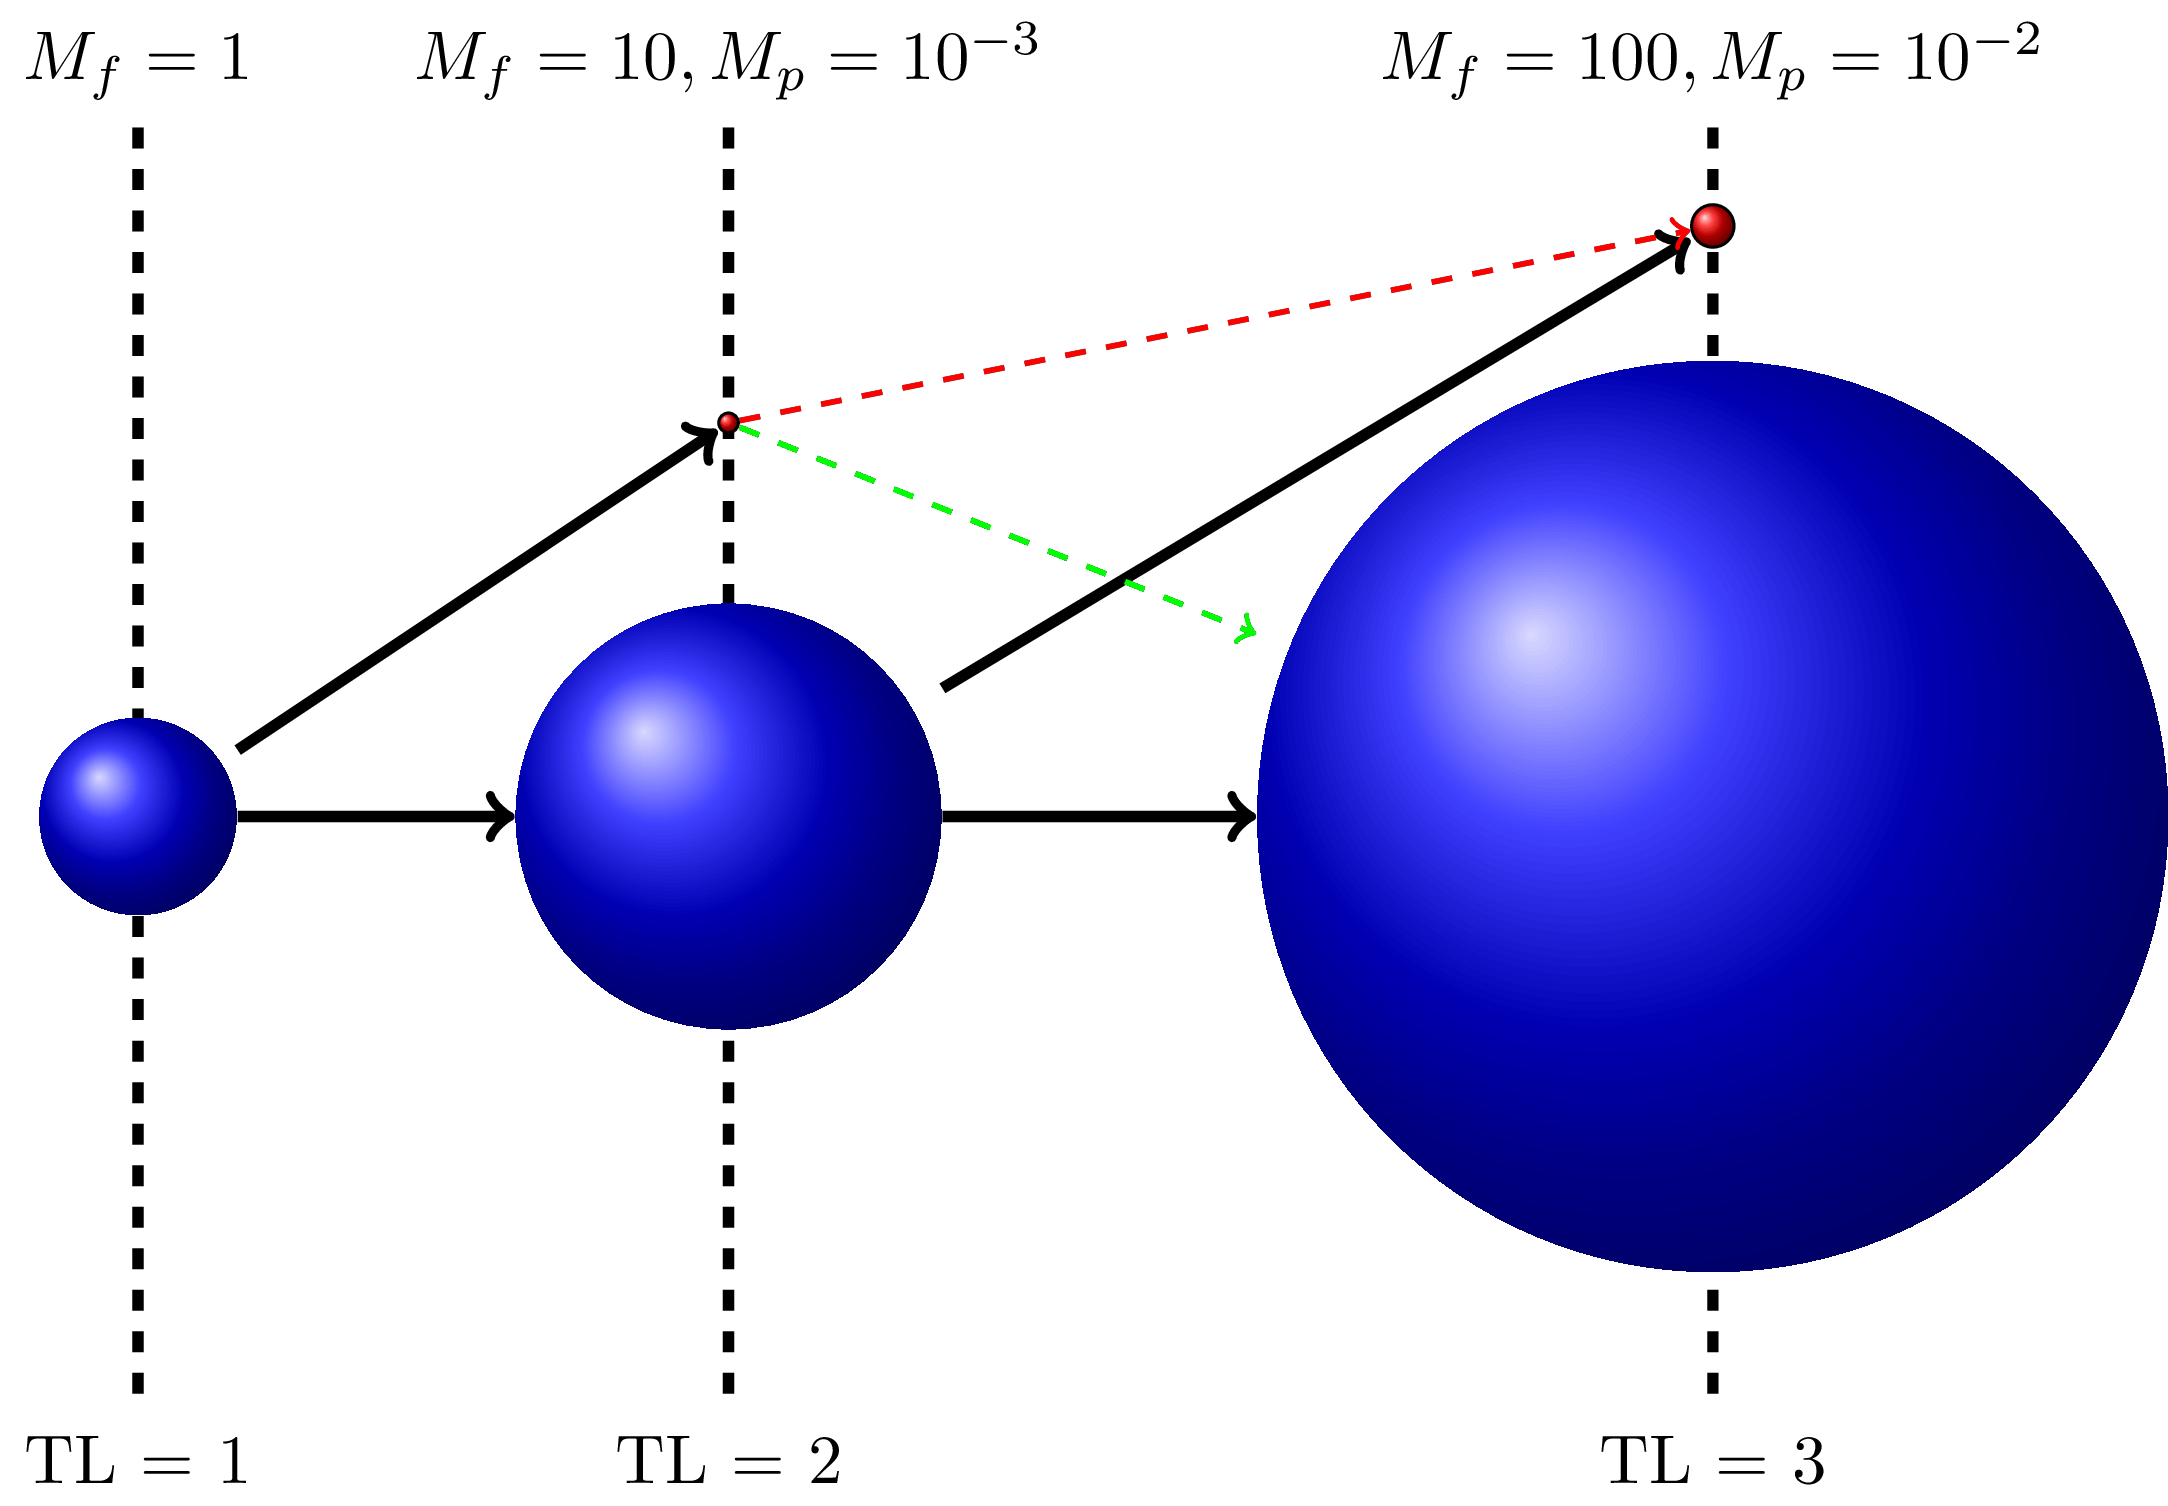 M_f = 1
M_f = 10, M_p = 10^{-3}
M_f = 100, M_p = 10^{-2}
TL = 1
TL = 2
TL = 3